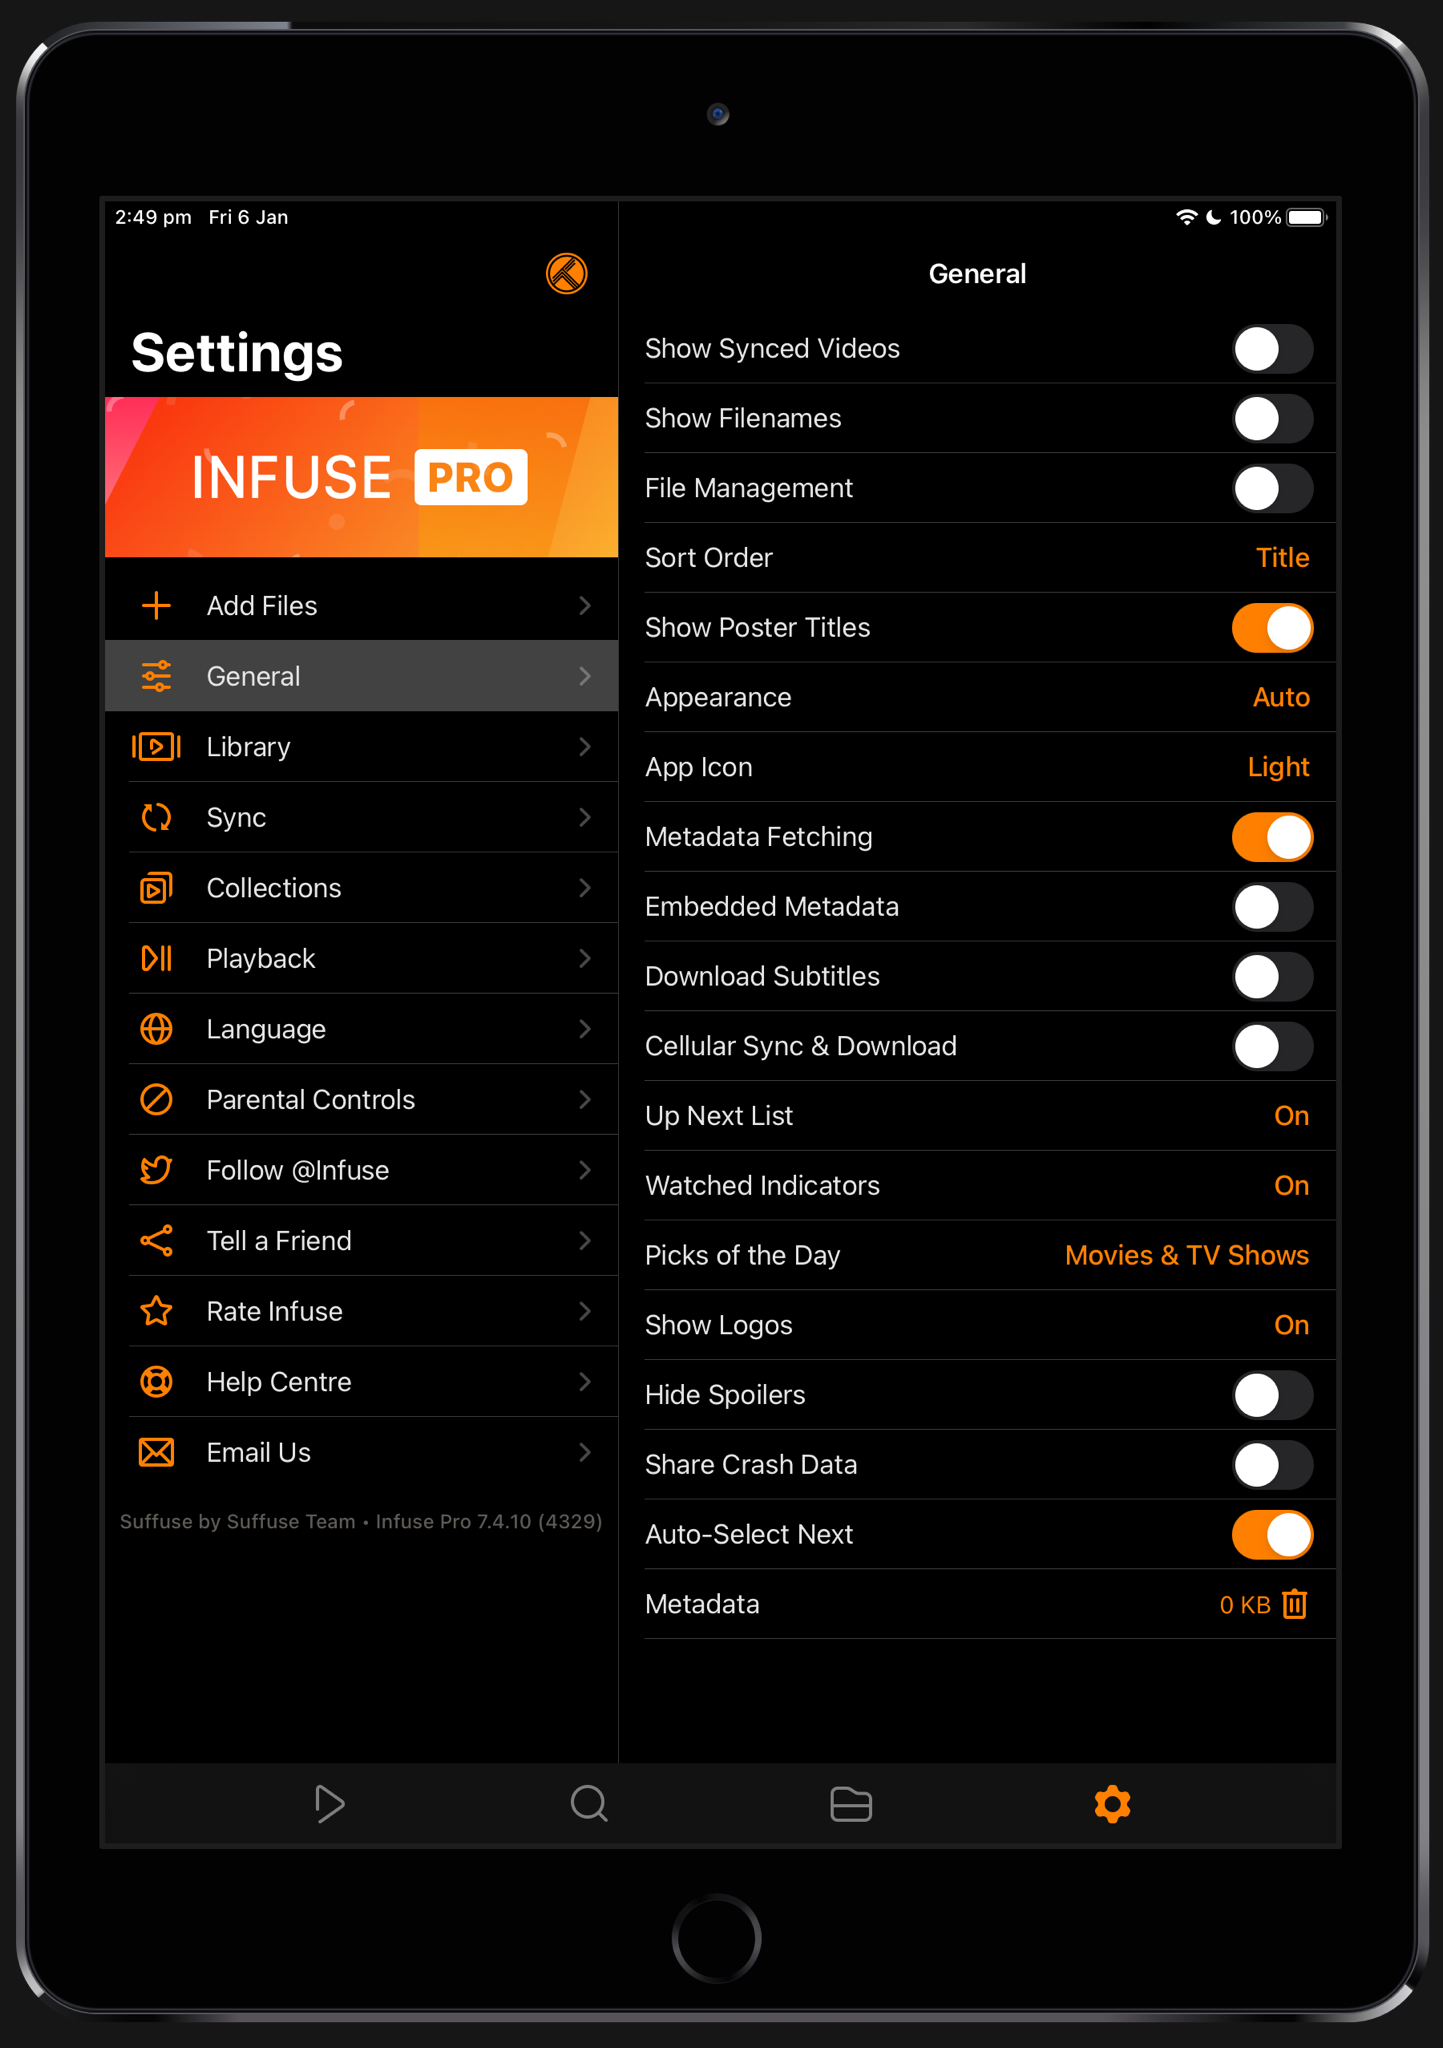 2:49 pm Fri 6 Jan
100%
Settings
INFUSE PRO
Add Files
General
Library
Sync
Collections
Playback
Language
Parental Controls
Follow @Infuse
Tell a Friend
Rate Infuse
Help Centre
Email Us
Suffuse by Suffuse Team • Infuse Pro 7.4.10 (4329)
General
Show Synced Videos
Show Filenames
File Management
Sort Order Title
Show Poster Titles
Appearance Auto
App Icon Light
Metadata Fetching
Embedded Metadata
Download Subtitles
Cellular Sync & Download
Up Next List On
Watched Indicators On
Picks of the Day Movies & TV Shows
Show Logos On
Hide Spoilers
Share Crash Data
Auto-Select Next
Metadata 0 KB